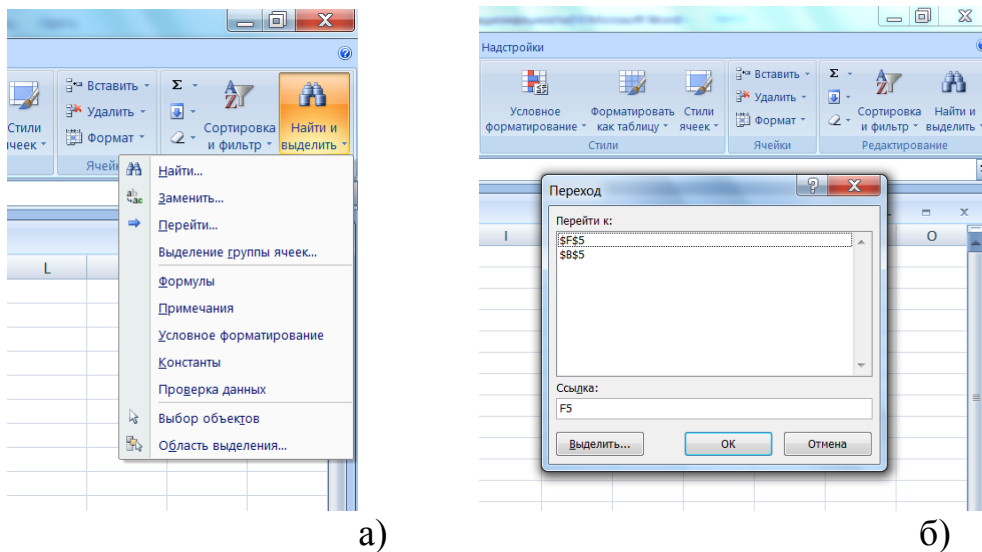 Вставить
Удалить
Формат
Стили
ячеек
Σ
Сортировка
и фильтр
Найти и
выделить
Найти...
Заменить...
Перейти...
Выделение группы ячеек...
Формулы
Примечания
Условное форматирование
Константы
Проверка данных
Выбор объектов
Область выделения...
L
а)
Надстройки
Условное
форматирование
Форматировать
как таблицу
Стили
ячеек
Стили
Вставить
Удалить
Формат
Ячейки
Σ
Сортировка
и фильтр
Найти и
выделить
Редактирование
Переход
Перейти к:
$F$5
$B$5
Ссылка:
F5
Выделить...
ОК
Отмена
I
O
б)